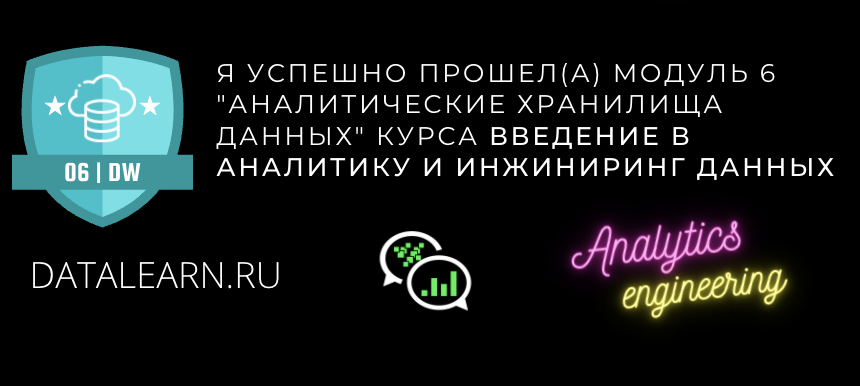 Я УСПЕШНО ПРОШЕЛ(А) МОДУЛЬ 6
"АНАЛИТИЧЕСКИЕ ХРАНИЛИЩА
ДАННЫХ" КУРСА ВВЕДЕНИЕ В
АНАЛИТИКУ И ИНЖИНИРИНГ ДАННЫХ
06 | DW
DATALEARN.RU
Analytics
engineering